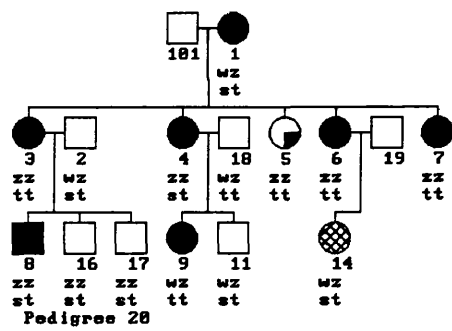 101 1
wz
st
3 2 4 18 5 6 19 7
zz wz zz wz zz zz zz
tt st st tt tt tt tt
8 16 17 9 11 14
zz zz zz wz wz wz
st st st tt st st
Pedigree 20